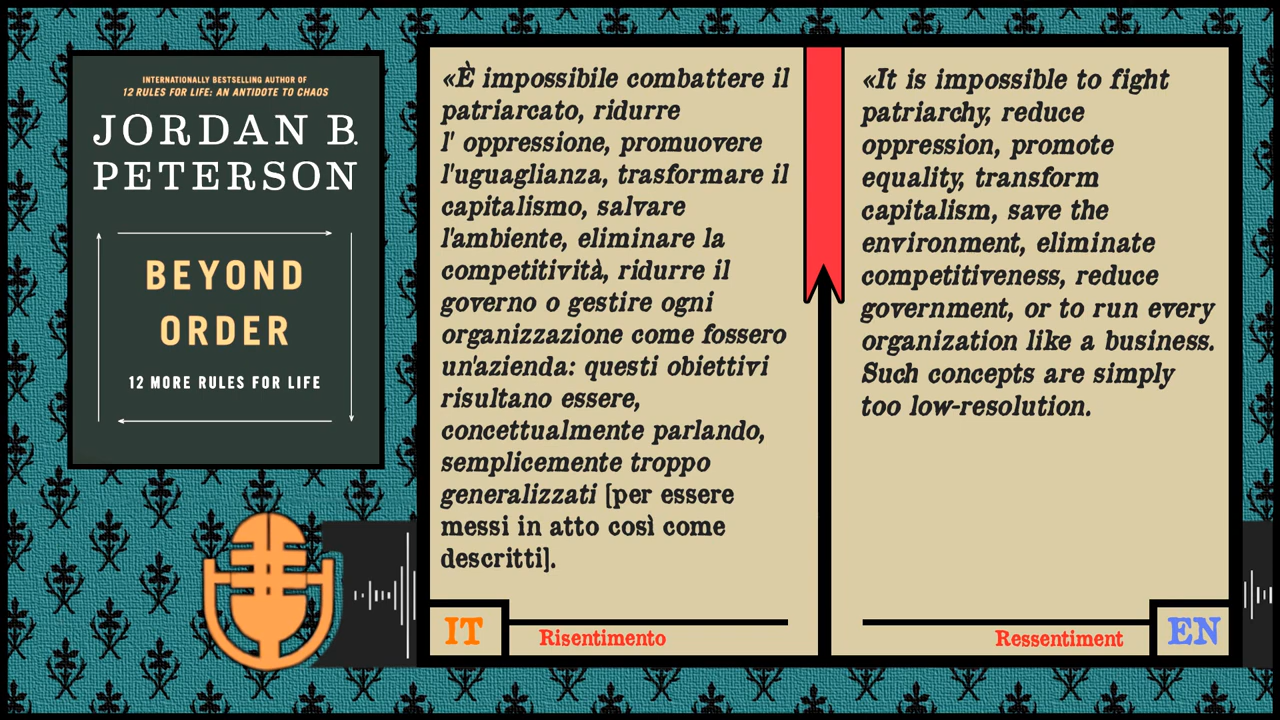 INTERNATIONALLY BESTSELLING AUTHOR OF
12 RULES FOR LIFE: AN ANTIDOTE TO CHAOS
JORDAN B.
PETERSON
BEYOND
ORDER
12 MORE RULES FOR LIFE
«È impossibile combattere il
patriarcato, ridurre
l' oppressione, promuovere
l'uguaglianza, trasformare il
capitalismo, salvare
l'ambiente, eliminare la
competitività, ridurre il
governo o gestire ogni
organizzazione come fossero
un'azienda: questi obiettivi
risultano essere,
concettualmente parlando,
semplicemente troppo
generalizzati [per essere
messi in atto così come
descritti].
IT
Risentimento
«It is impossible to fight
patriarchy, reduce
oppression, promote
equality, transform
capitalism, save the
environment, eliminate
competitiveness, reduce
government, or to run every
organization like a business.
Such concepts are simply
too low-resolution.
Ressentiment
EN